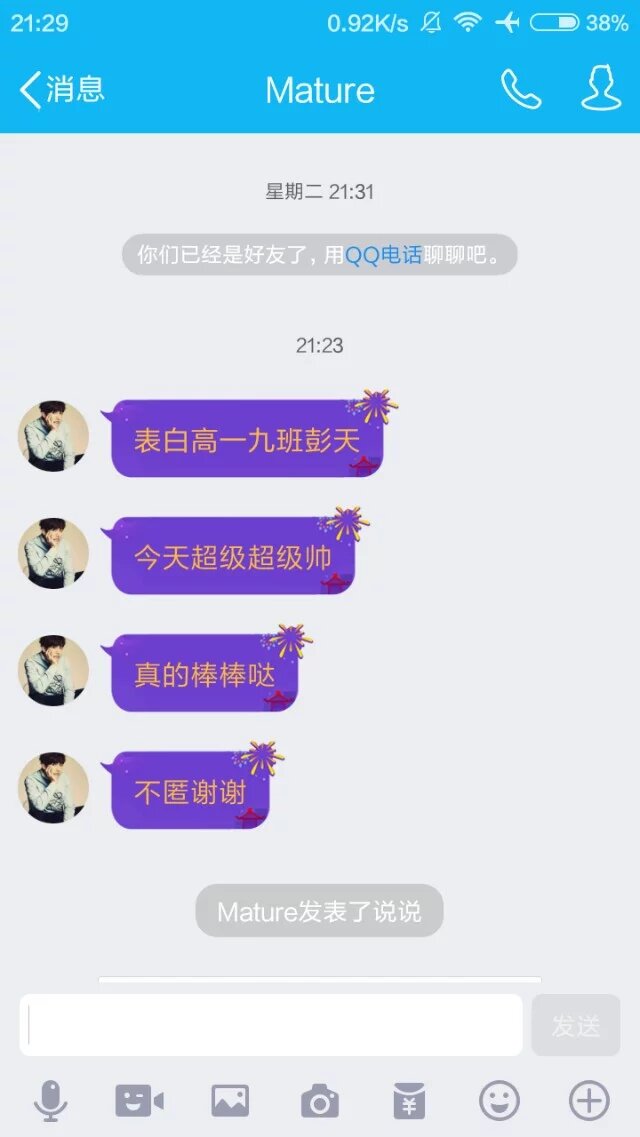 21:29
0.92K/s
38%
消息
Mature
星期二 21:31
你们已经是好友了，用QQ电话聊聊吧。
21:23
表白高一九班彭天
今天超级超级帅
真的棒棒哒
不匿谢谢
Mature发表了说说
发送